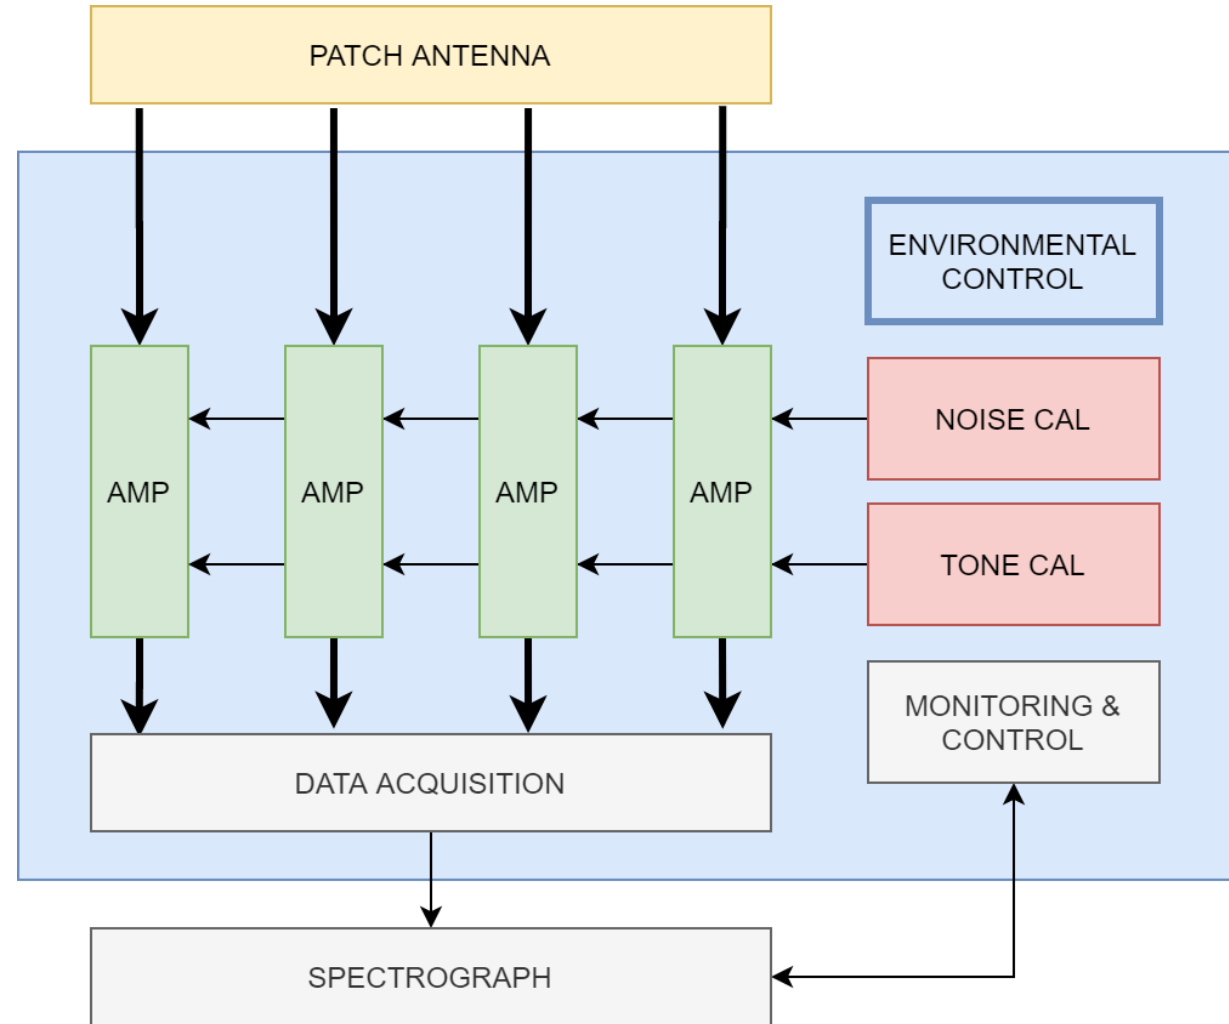 PATCH ANTENNA
ENVIRONMENTAL
CONTROL
NOISE CAL
AMP
AMP
AMP
AMP
TONE CAL
MONITORING &
CONTROL
DATA ACQUISITION
SPECTROGRAPH